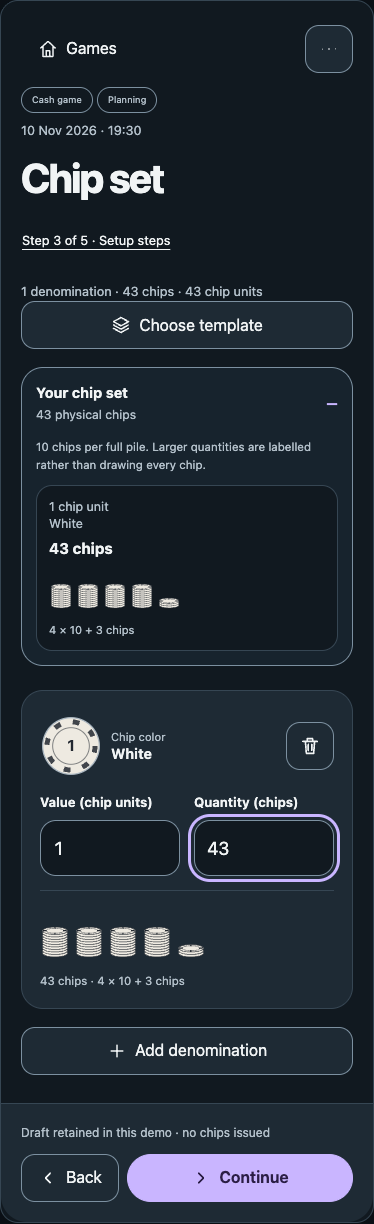 Games
Cash game
Planning
10 Nov 2026 · 19:30
Chip set
Step 3 of 5 · Setup steps
1 denomination · 43 chips · 43 chip units
Choose template
Your chip set
43 physical chips
10 chips per full pile. Larger quantities are labelled
rather than drawing every chip.
1 chip unit
White
43 chips
4 × 10 + 3 chips
1
Chip color
White
Value (chip units)
Quantity (chips)
1
43
43 chips · 4 × 10 + 3 chips
Add denomination
Draft retained in this demo · no chips issued
Back
Continue